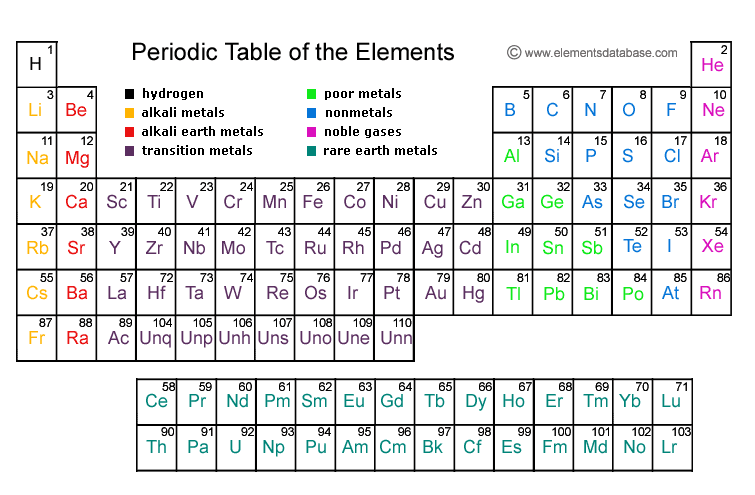 Periodic Table of the Elements
© www.elementsdatabase.com
hydrogen
alkali metals
alkali earth metals
transition metals
poor metals
nonmetals
noble gases
rare earth metals
1 2
H He
3 4 5 6 7 8 9 10
Li Be B C N O F Ne
11 12 13 14 15 16 17 18
Na Mg Al Si P S Cl Ar
19 20 21 22 23 24 25 26 27 28 29 30 31 32 33 34 35 36
K Ca Sc Ti V Cr Mn Fe Co Ni Cu Zn Ga Ge As Se Br Kr
37 38 39 40 41 42 43 44 45 46 47 48 49 50 51 52 53 54
Rb Sr Y Zr Nb Mo Tc Ru Rh Pd Ag Cd In Sn Sb Te I Xe
55 56 57 72 73 74 75 76 77 78 79 80 81 82 83 84 85 86
Cs Ba La Hf Ta W Re Os Ir Pt Au Hg Tl Pb Bi Po At Rn
87 88 89 104 105 106 107 108 109 110
Fr Ra Ac Unq Unp Unh Uns Uno Une Unn
58 59 60 61 62 63 64 65 66 67 68 69 70 71
Ce Pr Nd Pm Sm Eu Gd Tb Dy Ho Er Tm Yb Lu
90 91 92 93 94 95 96 97 98 99 100 101 102 103
Th Pa U Np Pu Am Cm Bk Cf Es Fm Md No Lr